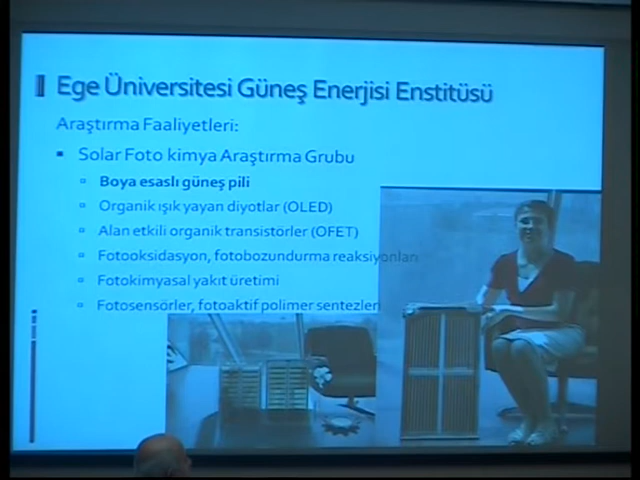 Ege Üniversitesi Güneş Enerjisi Enstitüsü
Araştırma Faaliyetleri:
Solar Foto kimya Araştırma Grubu
Boya esaslı güneş pili
Organik ışık yayan diyotlar (OLED)
Alan etkili organik transistörler (OFET)
Fotooksidasyon, fotobozundurma reaksiyonları
Fotokimyasal yakıt üretimi
Fotosensörler, fotoaktif polimer sentezleri